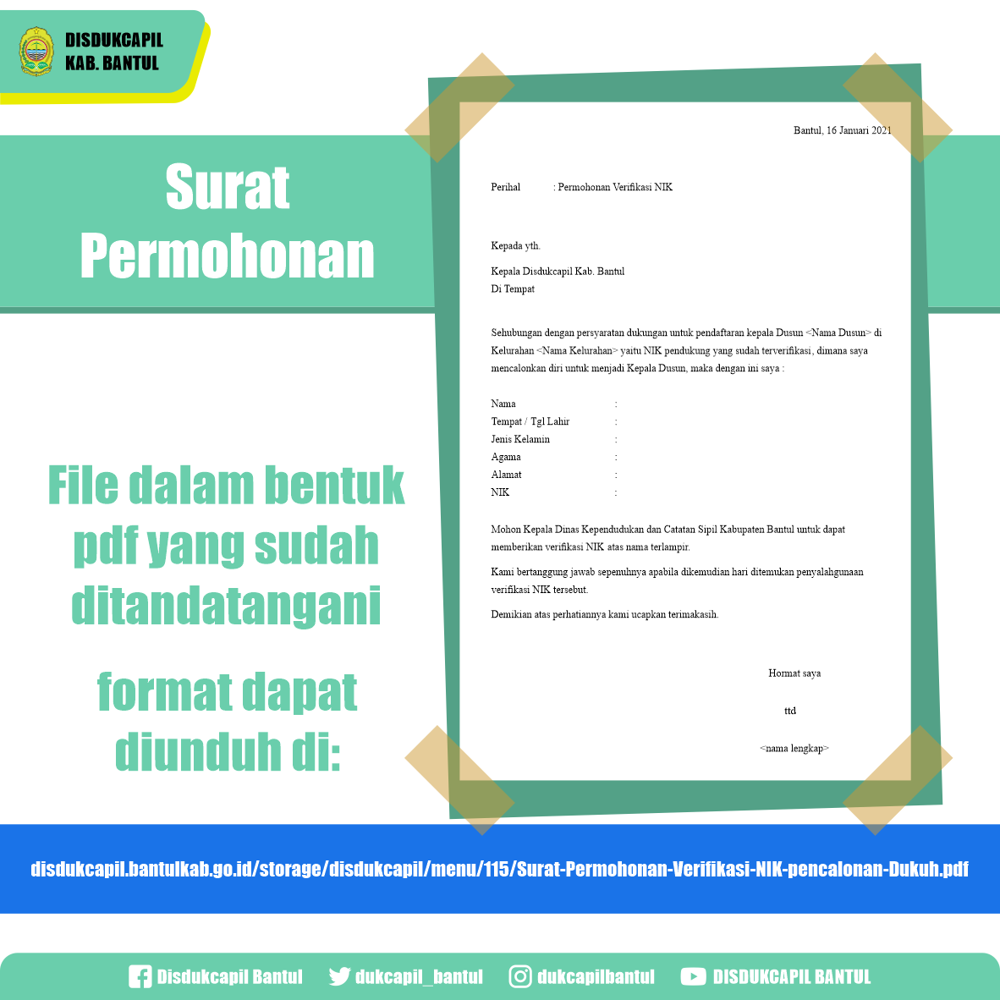 DISDUKCAPIL
KAB. BANTUL
Surat
Permohonan
File dalam bentuk
pdf yang sudah
ditandatangani
format dapat
diunduh di:
Bantul, 16 Januari 2021
Perihal : Permohonan Verifikasi NIK
Kepada yth.
Kepala Disdukcapil Kab. Bantul
Di Tempat
Sehubungan dengan persyaratan dukungan untuk pendaftaran kepala Dusun <Nama Dusun> di
Kelurahan <Nama Kelurahan> yaitu NIK pendukung yang sudah terverifikasi, dimana saya
mencalonkan diri untuk menjadi Kepala Dusun, maka dengan ini saya :
Nama :
Tempat / Tgl Lahir :
Jenis Kelamin :
Agama :
Alamat :
NIK :
Mohon Kepala Dinas Kependudukan dan Catatan Sipil Kabupaten Bantul untuk dapat
memberikan verifikasi NIK atas nama terlampir.
Kami bertanggung jawab sepenuhnya apabila dikemudian hari ditemukan penyalahgunaan
verifikasi NIK tersebut.
Demikian atas perhatiannya kami ucapkan terimakasih.
Hormat saya
ttd
<nama lengkap>
disdukcapil.bantulkab.go.id/storage/disdukcapil/menu/115/Surat-Permohonan-Verifikasi-NIK-pencalonan-Dukuh.pdf
Disdukcapil Bantul dukcapil_bantul dukcapilbantul DISDUKCAPIL BANTUL